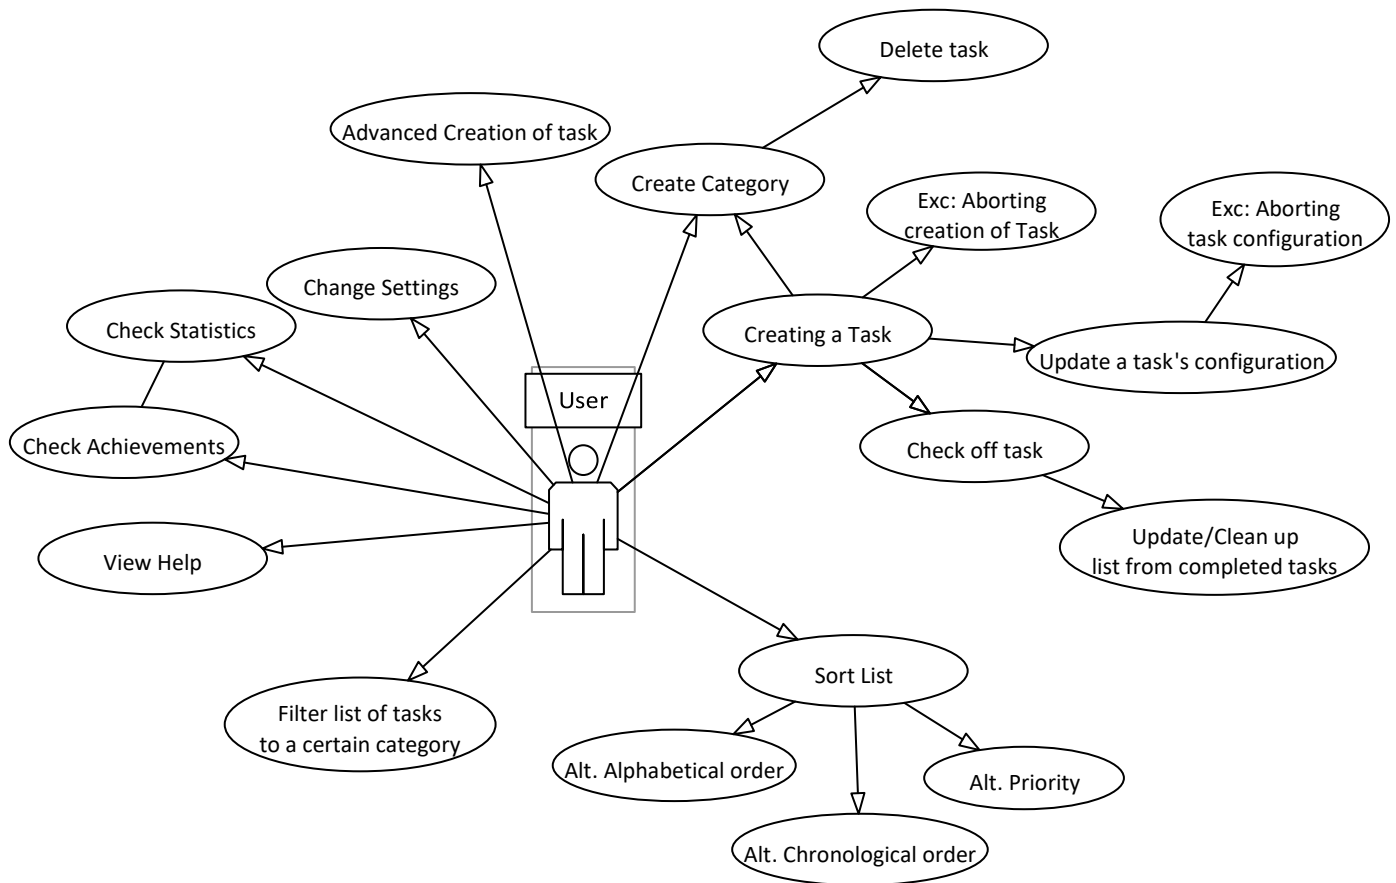 Delete task
Advanced Creation of task
Create Category
Exc: Aborting
creation of Task
Exc: Aborting
task configuration
Change Settings
Check Statistics
Creating a Task
Update a task's configuration
User
Check Achievements
Check off task
View Help
Update/Clean up
list from completed tasks
Sort List
Filter list of tasks
to a certain category
Alt. Alphabetical order
Alt. Priority
Alt. Chronological order